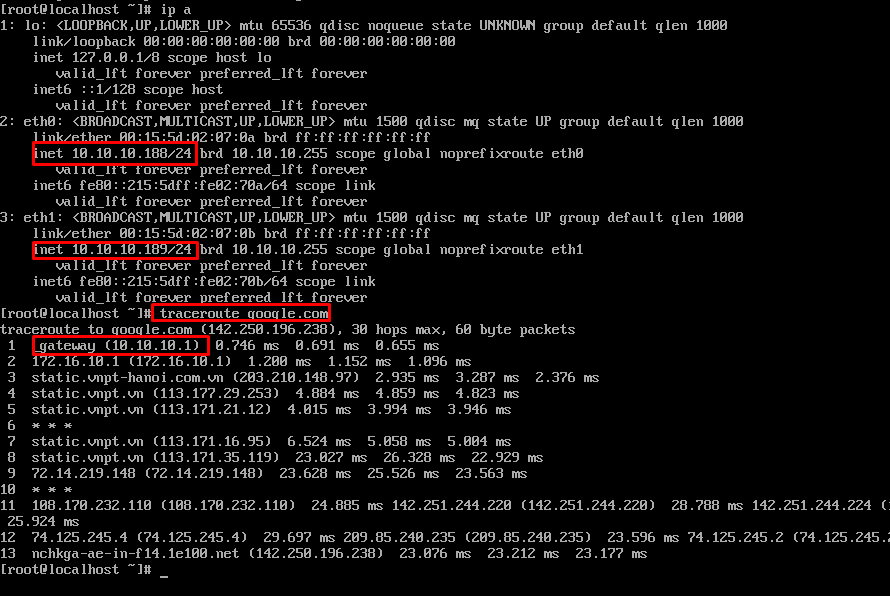 [root@localhost ~]# ip a
1: lo: <LOOPBACK,UP,LOWER_UP> mtu 65536 qdisc noqueue state UNKNOWN group default qlen 1000
link/loopback 00:00:00:00:00:00 brd 00:00:00:00:00:00
inet 127.0.0.1/8 scope host lo
valid_lft forever preferred_lft forever
inet6 ::1/128 scope host
valid_lft forever preferred_lft forever
2: eth0: <BROADCAST,MULTICAST,UP,LOWER_UP> mtu 1500 qdisc mq state UP group default qlen 1000
link/ether 00:15:5d:02:07:0a brd ff:ff:ff:ff:ff:ff
inet 10.10.10.188/24 brd 10.10.10.255 scope global noprefixroute eth0
valid_lft forever preferred_lft forever
inet6 fe80::215:5dff:fe02:70a/64 scope link
valid_lft forever preferred_lft forever
3: eth1: <BROADCAST,MULTICAST,UP,LOWER_UP> mtu 1500 qdisc mq state UP group default qlen 1000
link/ether 00:15:5d:02:07:0b brd ff:ff:ff:ff:ff:ff
inet 10.10.10.189/24 brd 10.10.10.255 scope global noprefixroute eth1
valid_lft forever preferred_lft forever
inet6 fe80::215:5dff:fe02:70b/64 scope link
valid_lft forever preferred_lft forever
[root@localhost ~]# traceroute google.com
traceroute to google.com (142.250.196.238), 30 hops max, 60 byte packets
1 _gateway (10.10.10.1) 0.746 ms 0.691 ms 0.655 ms
2 172.16.10.1 (172.16.10.1) 1.200 ms 1.152 ms 1.096 ms
3 static.vnpt-hanoi.com.vn (203.210.148.97) 2.935 ms 3.287 ms 2.376 ms
4 static.vnpt.vn (113.177.29.253) 4.884 ms 4.859 ms 4.823 ms
5 static.vnpt.vn (113.171.21.12) 4.015 ms 3.994 ms 3.946 ms
6 * * *
7 static.vnpt.vn (113.171.16.95) 6.524 ms 5.058 ms 5.004 ms
8 static.vnpt.vn (113.171.35.119) 23.027 ms 26.328 ms 22.929 ms
9 72.14.219.148 (72.14.219.148) 23.628 ms 25.526 ms 23.563 ms
10 * * *
11 108.170.232.110 (108.170.232.110) 24.885 ms 142.251.244.220 (142.251.244.220) 28.788 ms 142.251.244.224 (1
25.924 ms
12 74.125.245.4 (74.125.245.4) 29.697 ms 209.85.240.235 (209.85.240.235) 23.596 ms 74.125.245.2 (74.125.245.2
13 nchkga-ae-in-f14.1e100.net (142.250.196.238) 23.076 ms 23.212 ms 23.177 ms
[root@localhost ~]# _